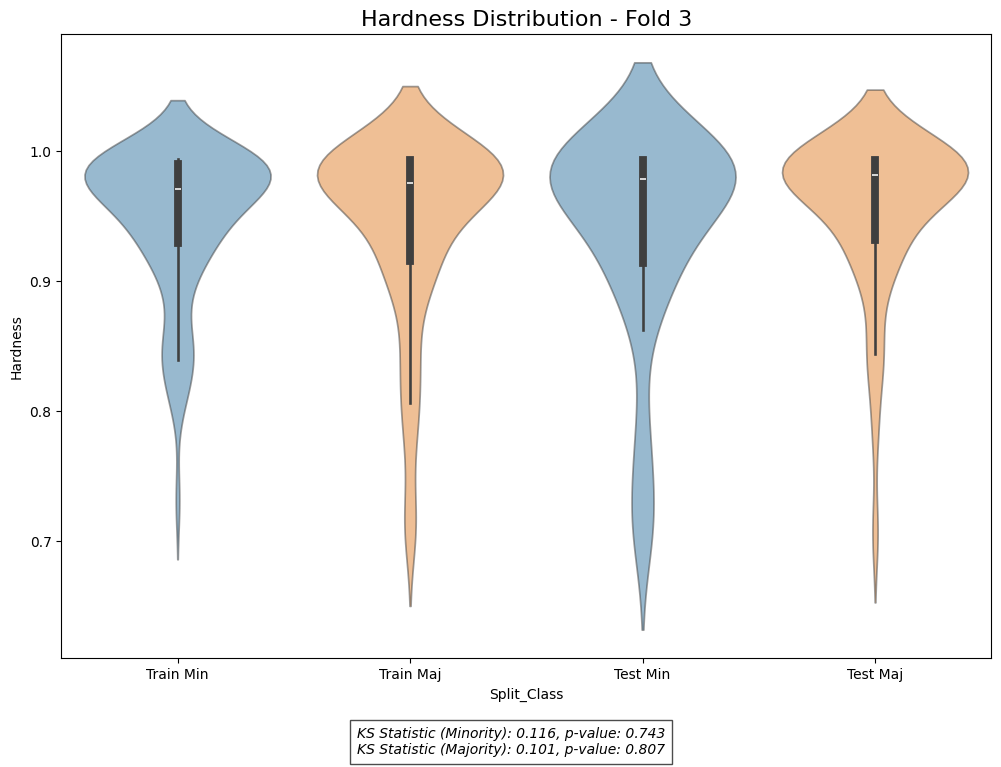 Hardness Distribution - Fold 3
1.0
0.9
0.8
0.7
Hardness
Train Min
Train Maj
Test Min
Test Maj
Split_Class
KS Statistic (Minority): 0.116, p-value: 0.743
KS Statistic (Majority): 0.101, p-value: 0.807